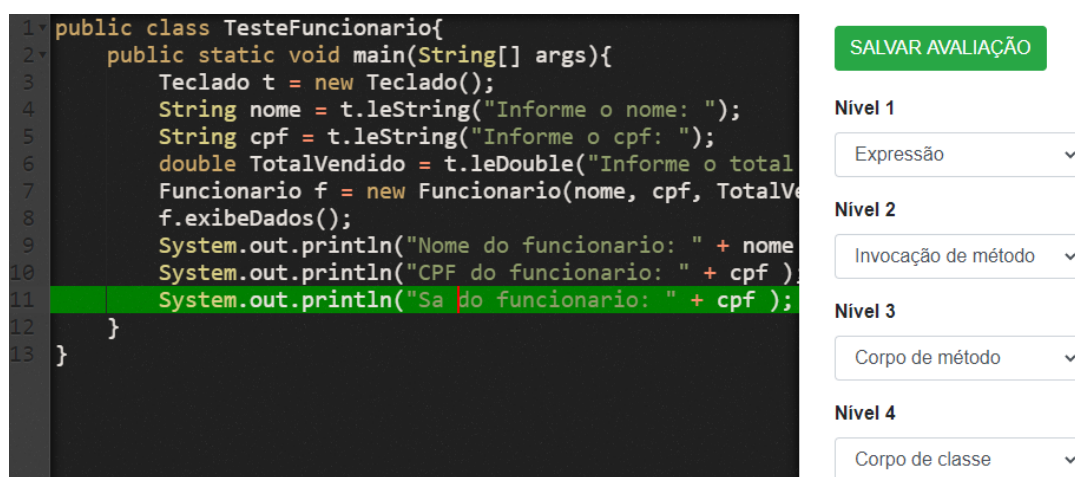 1 public class TesteFuncionario{
2 public static void main(String[] args){
3 Teclado t = new Teclado();
4 String nome = t.leString("Informe o nome: ");
5 String cpf = t.leString("Informe o cpf: ");
6 double TotalVendido = t.leDouble("Informe o total
7 Funcionario f = new Funcionario(nome, cpf, TotalVe
8 f.exibeDados();
9 System.out.println("Nome do funcionario: " + nome
10 System.out.println("CPF do funcionario: " + cpf );
11 System.out.println("Sa do funcionario: " + cpf );
12 }
13 }
SALVAR AVALIAÇÃO
Nível 1
Expressão
Nível 2
Invocação de método
Nível 3
Corpo de método
Nível 4
Corpo de classe